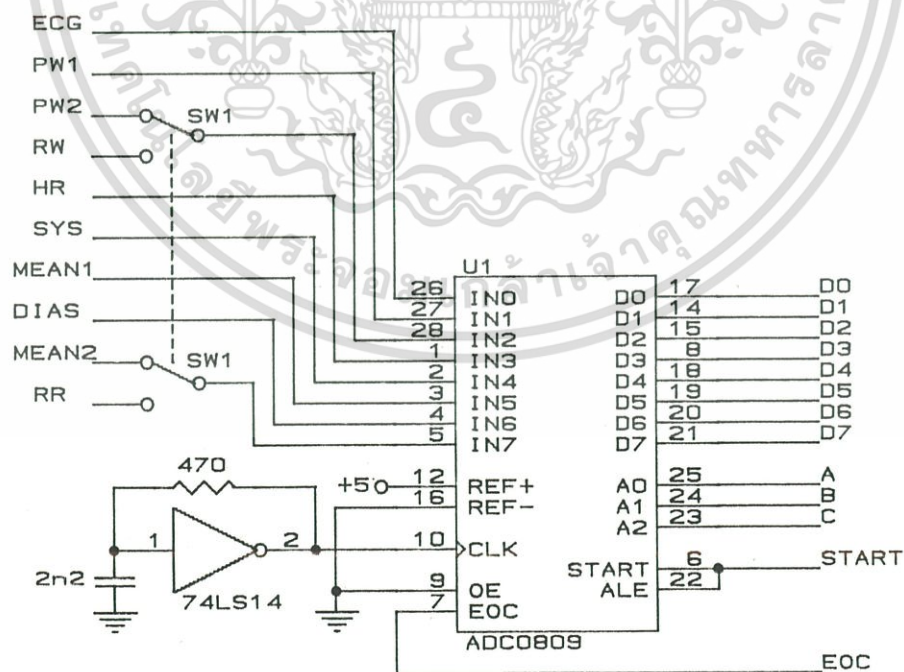 ECG
PW1
PW2
SW1
RW
HR
SYS
MEAN1
DIAS
MEAN2
SW1
RR
U1
26 IN0 D0 17 D0
27 IN1 D1 14 D1
28 IN2 D2 15 D2
1 IN3 D3 8 D3
2 IN4 D4 18 D4
3 IN5 D5 19 D5
4 IN6 D6 20 D6
5 IN7 D7 21 D7
+5 12 REF+ A0 25 A
16 REF- A1 24 B
A2 23 C
10 CLK
START 6 START
9 OE ALE 22
7 EOC
ADC0809
EOC
470
1 2
2n2
74LS14